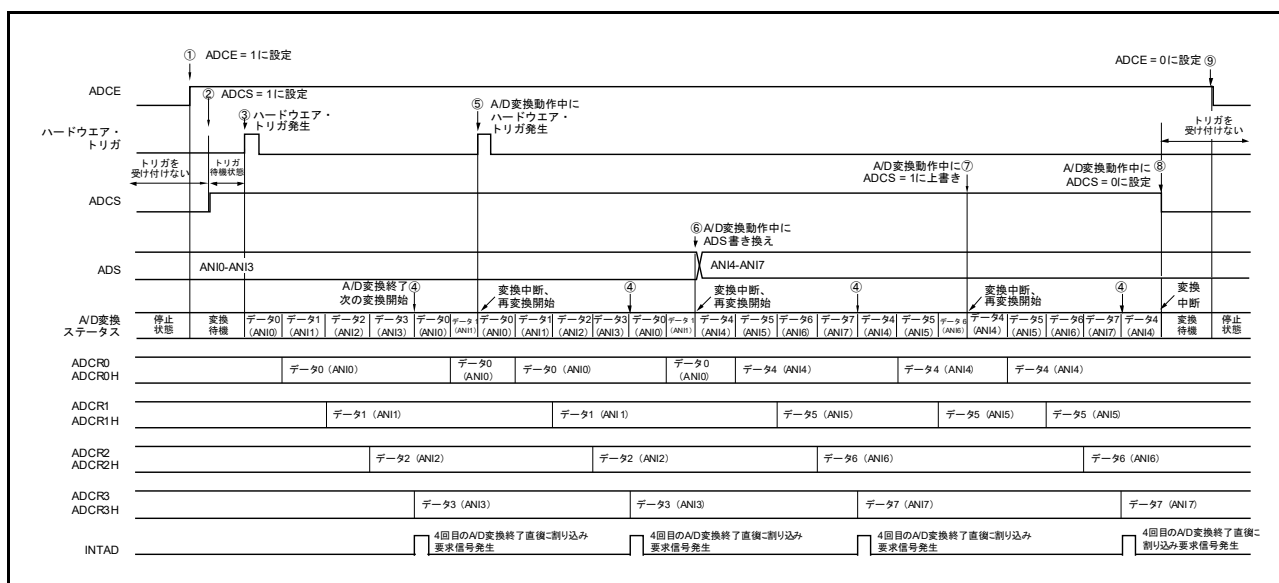 ① ADCE = 1に設定
ADCE = 0に設定 ⑨
ADCE
② ADCS = 1に設定
③ ハードウエア・
トリガ発生
⑤ A/D変換動作中に
ハードウエア・
トリガ発生
ハードウエア・
トリガ
トリガを
受け付けない
トリガ
待機状態
トリガを
受け付けない
A/D変換動作中に⑦
ADCS = 1に上書き
A/D変換動作中に ⑧
ADCS = 0に設定
ADCS
⑥A/D変換動作中に
ADS書き換え
ADS
ANI0-ANI3
ANI4-ANI7
A/D変換終了④
次の変換開始
変換中断、
再変換開始
④
変換中断、
再変換開始
④
変換中断、
再変換開始
④
変換
中断
A/D変換
ステータス
停止
状態
変換
待機
データ0
(ANI0)
データ1
(ANI1)
データ2
(ANI2)
データ3
(ANI3)
データ0
(ANI0)
データ1
(ANI1)
データ0
(ANI0)
データ1
(ANI1)
データ2
(ANI2)
データ3
(ANI3)
データ0
(ANI0)
データ1
(ANI1)
データ4
(ANI4)
データ5
(ANI5)
データ6
(ANI6)
データ7
(ANI7)
データ4
(ANI4)
データ5
(ANI5)
データ6
(ANI6)
データ4
(ANI4)
データ5
(ANI5)
データ6
(ANI6)
データ7
(ANI7)
データ4
(ANI4)
変換
待機
停止
状態
ADCR0
ADCR0H
データ0 (ANI0)
データ0
(ANI0)
データ0 (ANI0)
データ0
(ANI0)
データ4 (ANI4)
データ4 (ANI4)
データ4 (ANI4)
ADCR1
ADCR1H
データ1 (ANI1)
データ1 (ANI1)
データ5 (ANI5)
データ5 (ANI5)
データ5 (ANI5)
ADCR2
ADCR2H
データ2 (ANI2)
データ2 (ANI2)
データ6 (ANI6)
データ6 (ANI6)
ADCR3
ADCR3H
データ3 (ANI3)
データ3 (ANI3)
データ7 (ANI7)
データ7 (ANI7)
INTAD
4回目のA/D変換終了直後に割り込み
要求信号発生
4回目のA/D変換終了直後に割り込み
要求信号発生
4回目のA/D変換終了直後に割り込み
要求信号発生
4回目のA/D変換終了直後に
割り込み要求信号発生